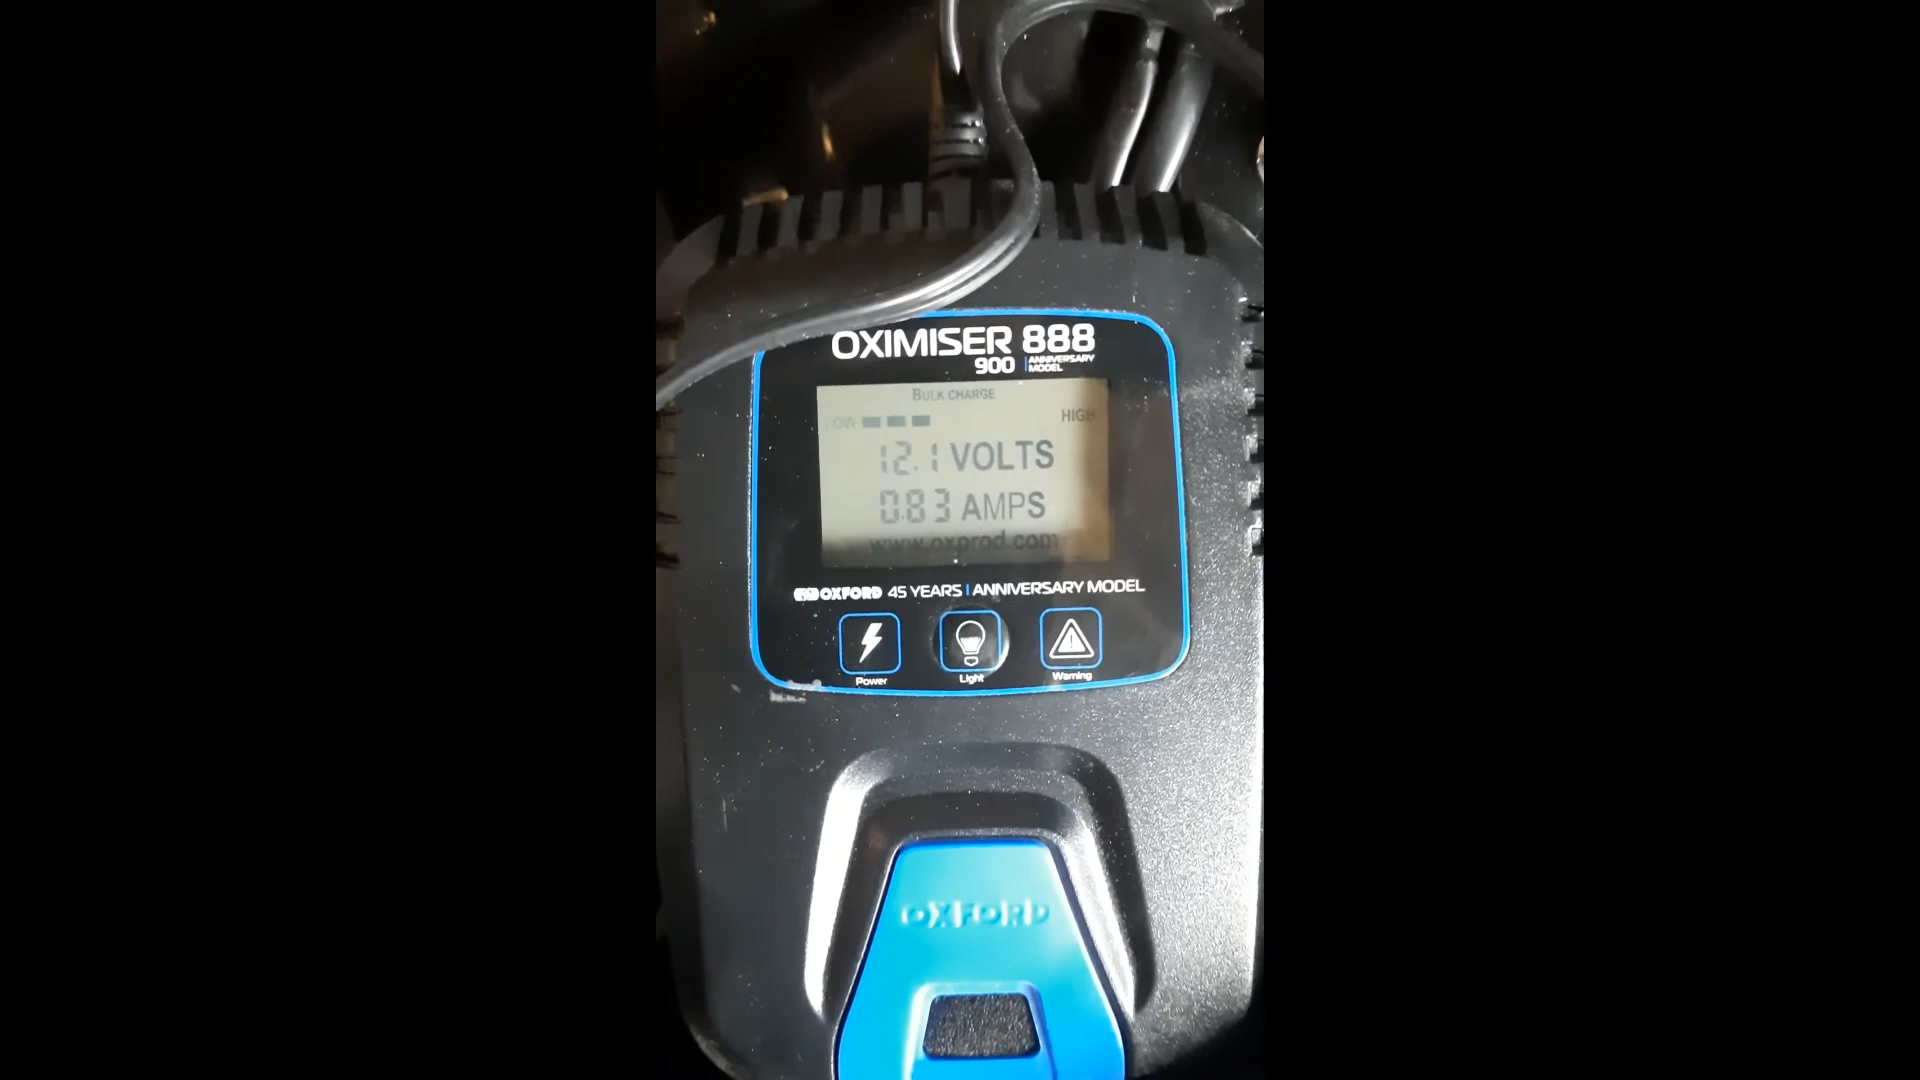 OXIMISER 888
900 ANNIVERSARY MODEL
BULK CHARGE
LOW HIGH
12.1 VOLTS
0.83 AMPS
www.oxprod.com
OXFORD 45 YEARS | ANNIVERSARY MODEL
Power Light Warning
OXFORD